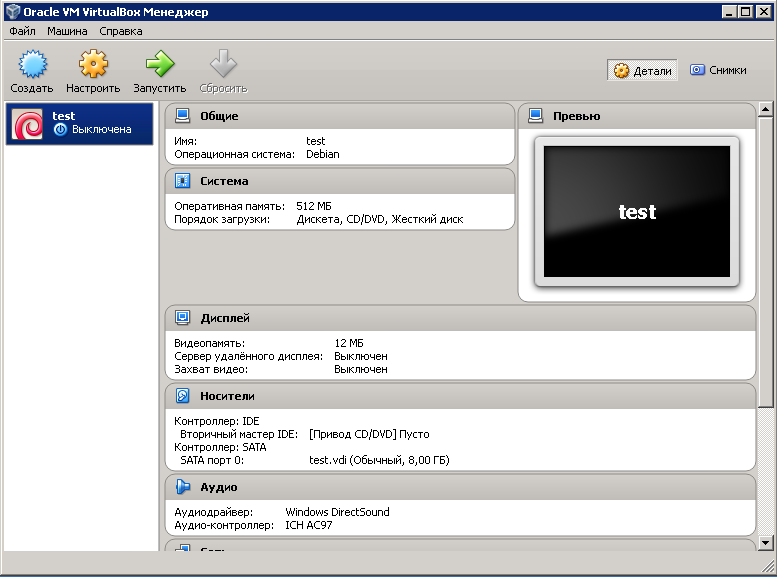 Oracle VM VirtualBox Менеджер
Файл Машина Справка
Создать Настроить Запустить Сбросить Детали Снимки
test
Выключена
Общие
Имя: test
Операционная система: Debian
Система
Оперативная память: 512 МБ
Порядок загрузки: Дискета, CD/DVD, Жесткий диск
Превью
test
Дисплей
Видеопамять: 12 МБ
Сервер удалённого дисплея: Выключен
Захват видео: Выключен
Носители
Контроллер: IDE
Вторичный мастер IDE: [Привод CD/DVD] Пусто
Контроллер: SATA
SATA порт 0: test.vdi (Обычный, 8,00 ГБ)
Аудио
Аудиодрайвер: Windows DirectSound
Аудио-контроллер: ICH AC97